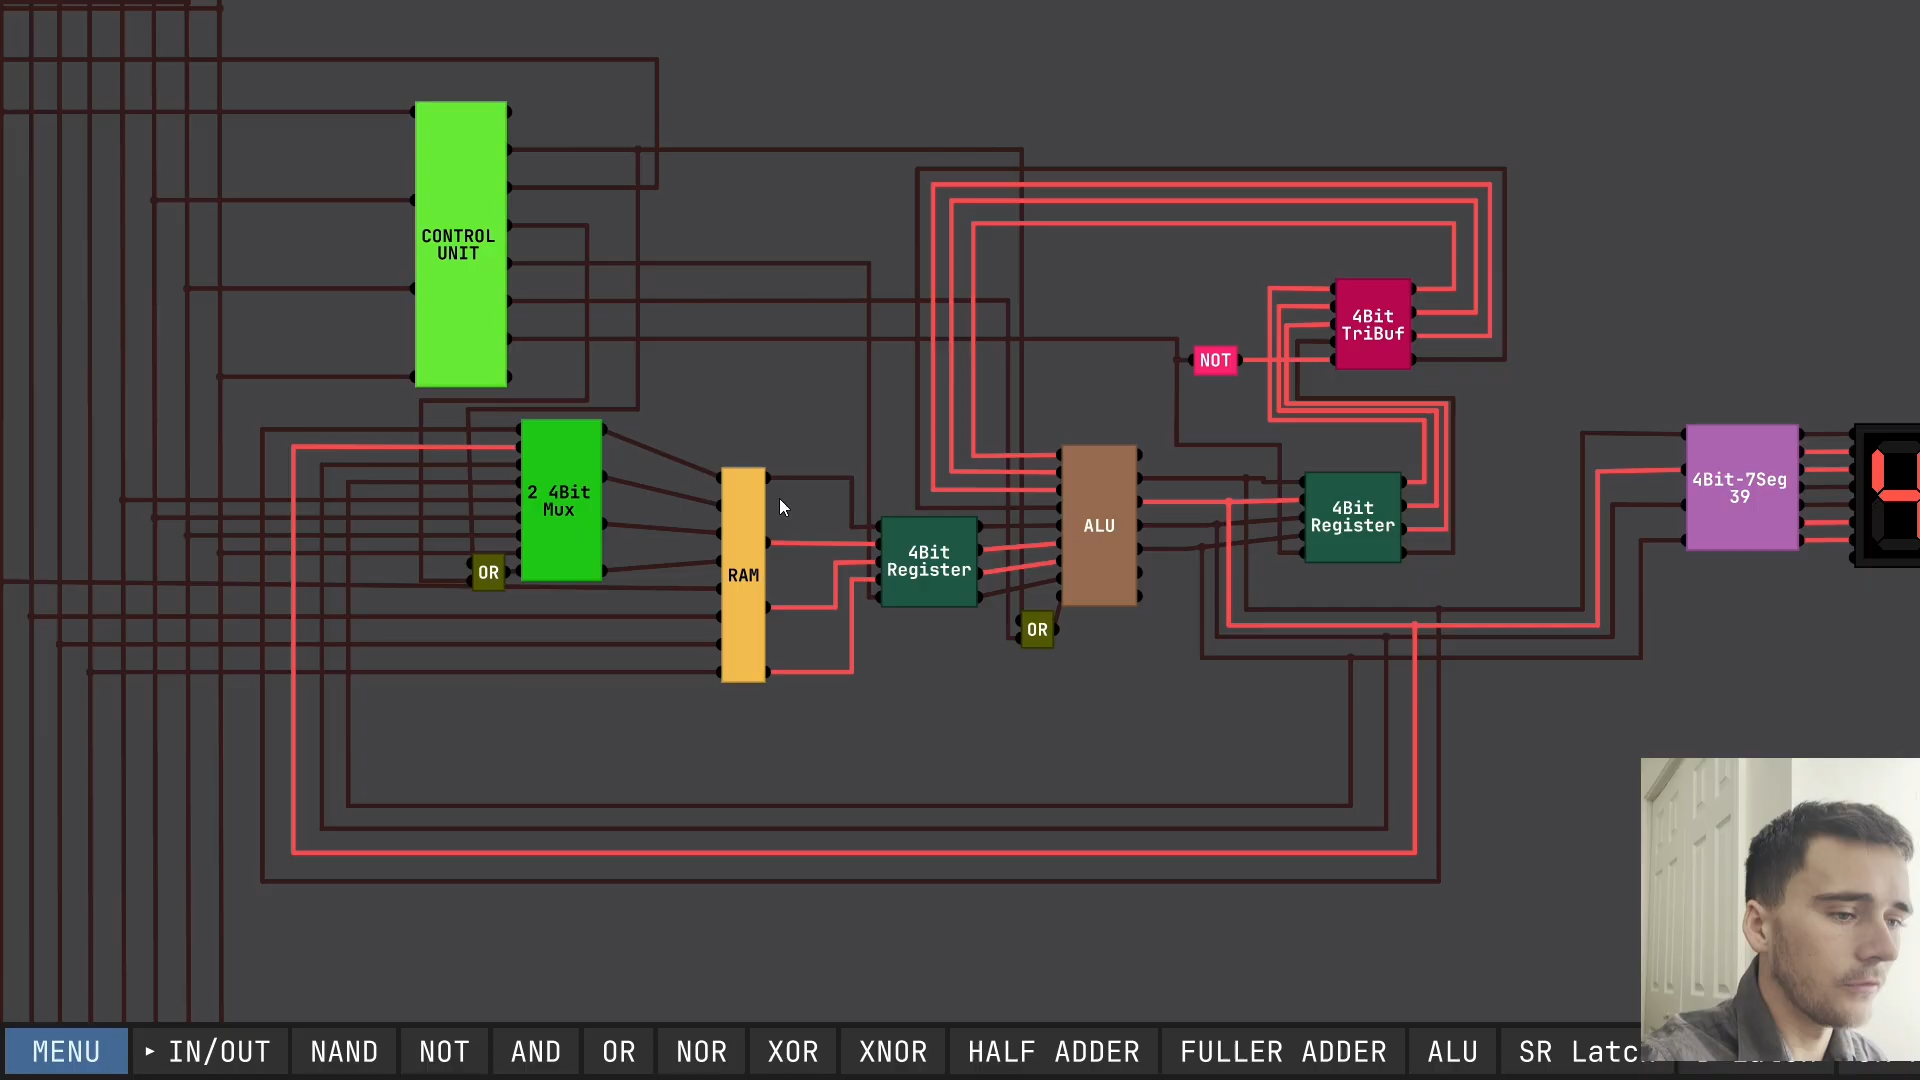 CONTROL
UNIT
4Bit
TriBuf
NOT
2 4Bit
Mux
OR
RAM
4Bit
Register
ALU
OR
4Bit
Register
4Bit-7Seg
39
4
MENU
▸ IN/OUT
NAND
NOT
AND
OR
NOR
XOR
XNOR
HALF ADDER
FULLER ADDER
ALU
SR Latc